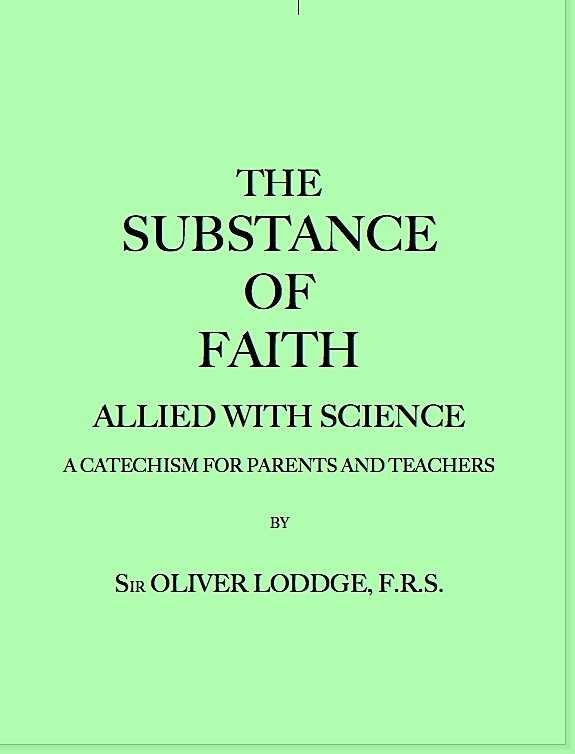 THE
SUBSTANCE
OF
FAITH
ALLIED WITH SCIENCE
A CATECHISM FOR PARENTS AND TEACHERS
BY
SIR OLIVER LODDGE, F.R.S.